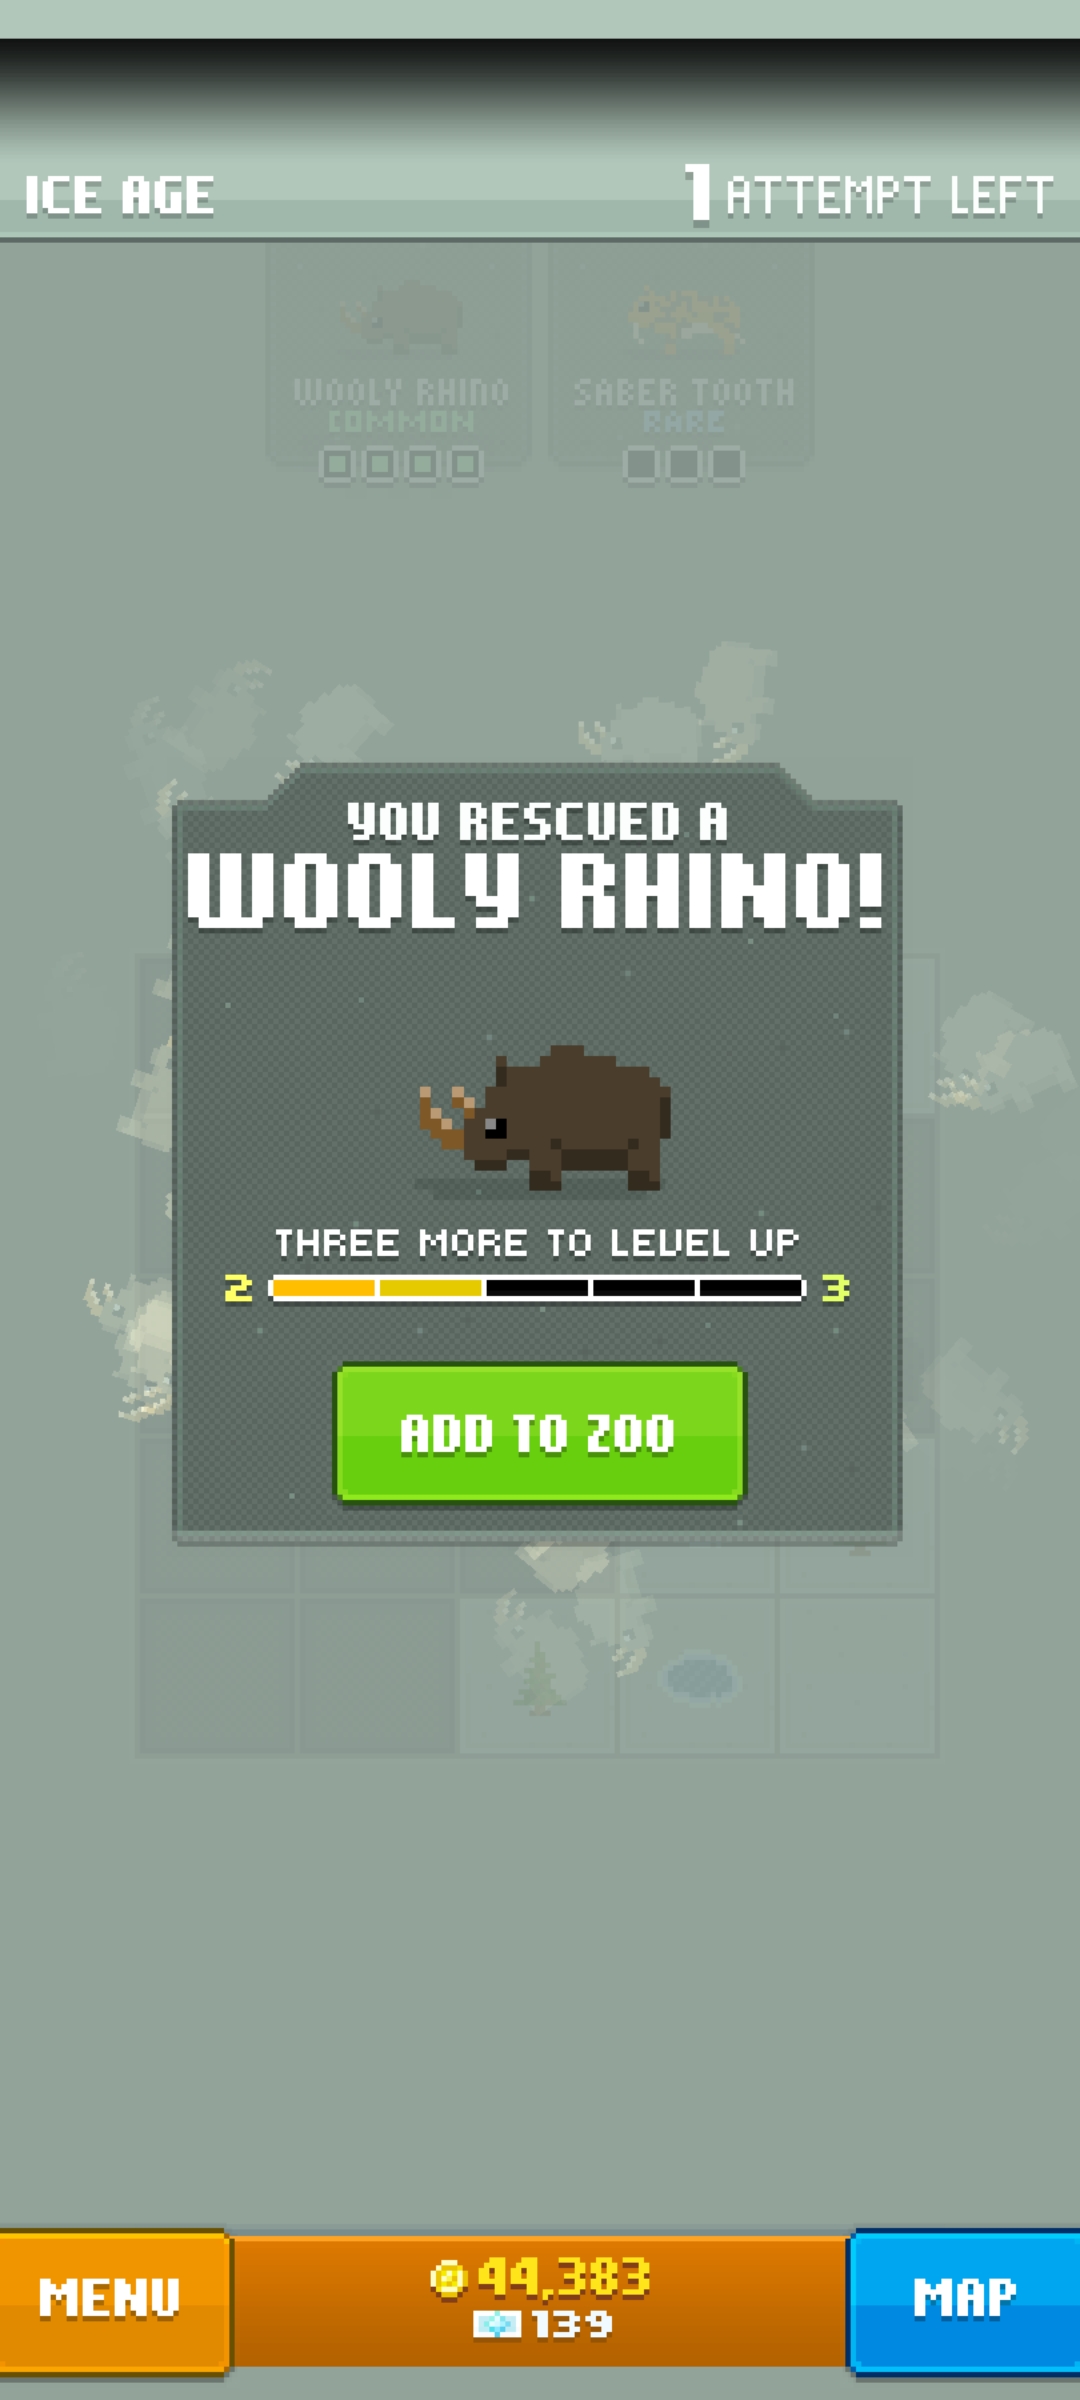 ICE AGE
1 ATTEMPT LEFT
WOOLY RHINO
COMMON
SABER TOOTH
RARE
YOU RESCUED A
WOOLY RHINO!
THREE MORE TO LEVEL UP
2
3
ADD TO ZOO
MENU
44,383
139
MAP